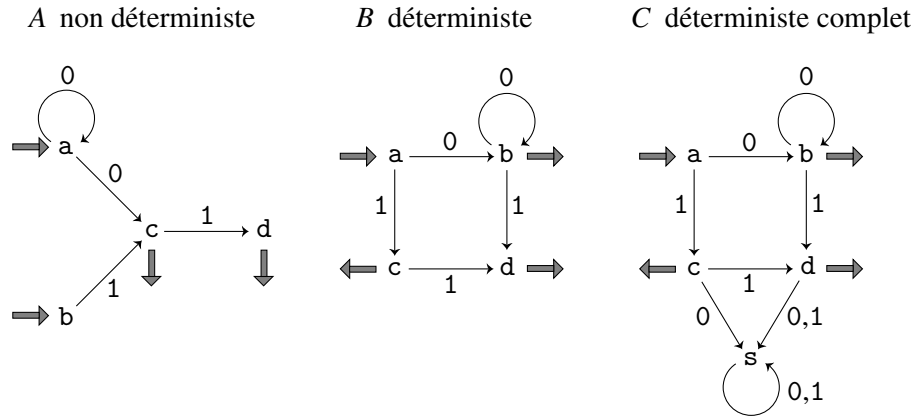 A non déterministe
B déterministe
C déterministe complet
0
a
0
c
1
d
1
b
0
a
0
b
1
1
c
1
d
0
a
0
b
1
1
c
1
d
0
0,1
s
0,1